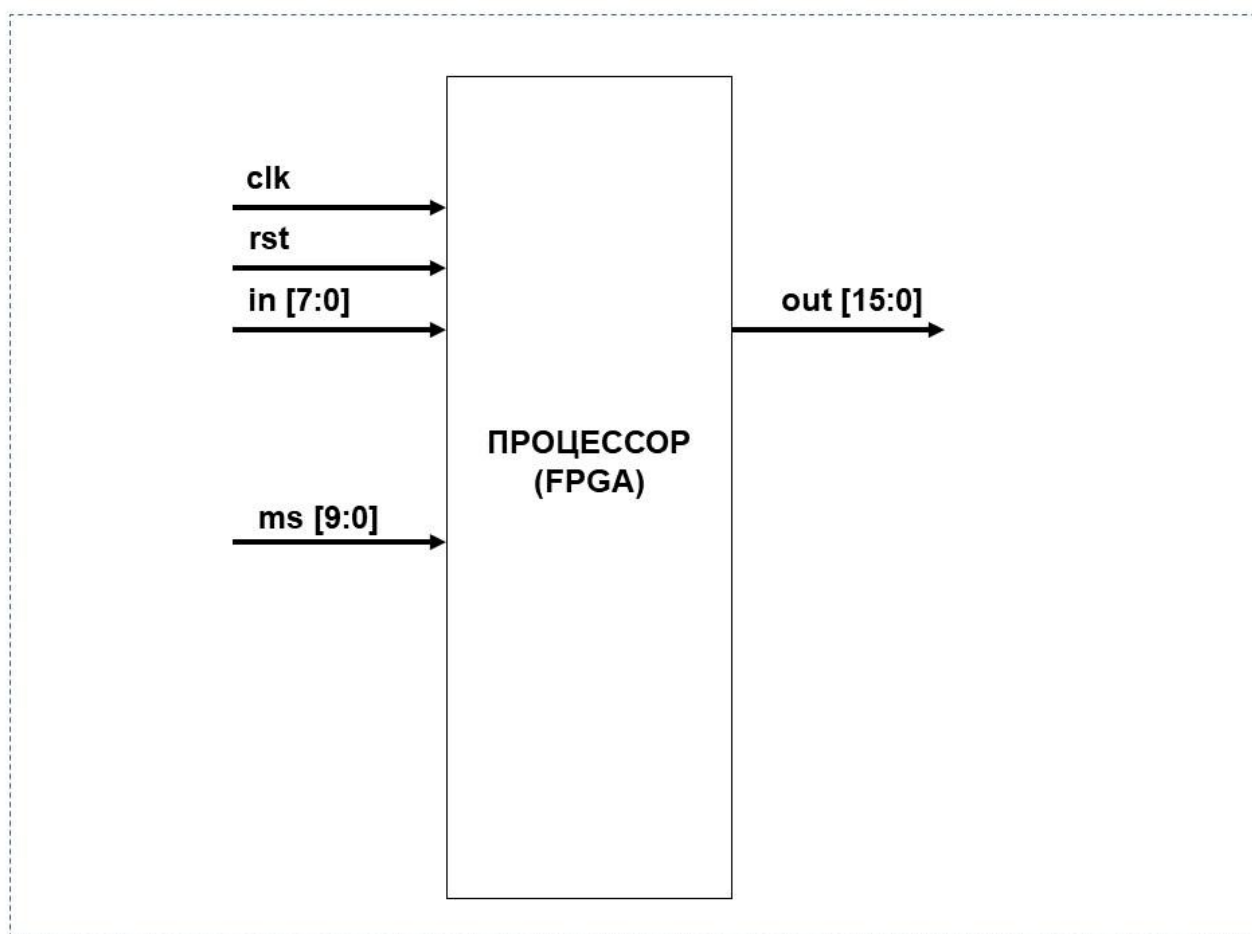 clk
rst
in [7:0]
out [15:0]
ПРОЦЕССОР
(FPGA)
ms [9:0]